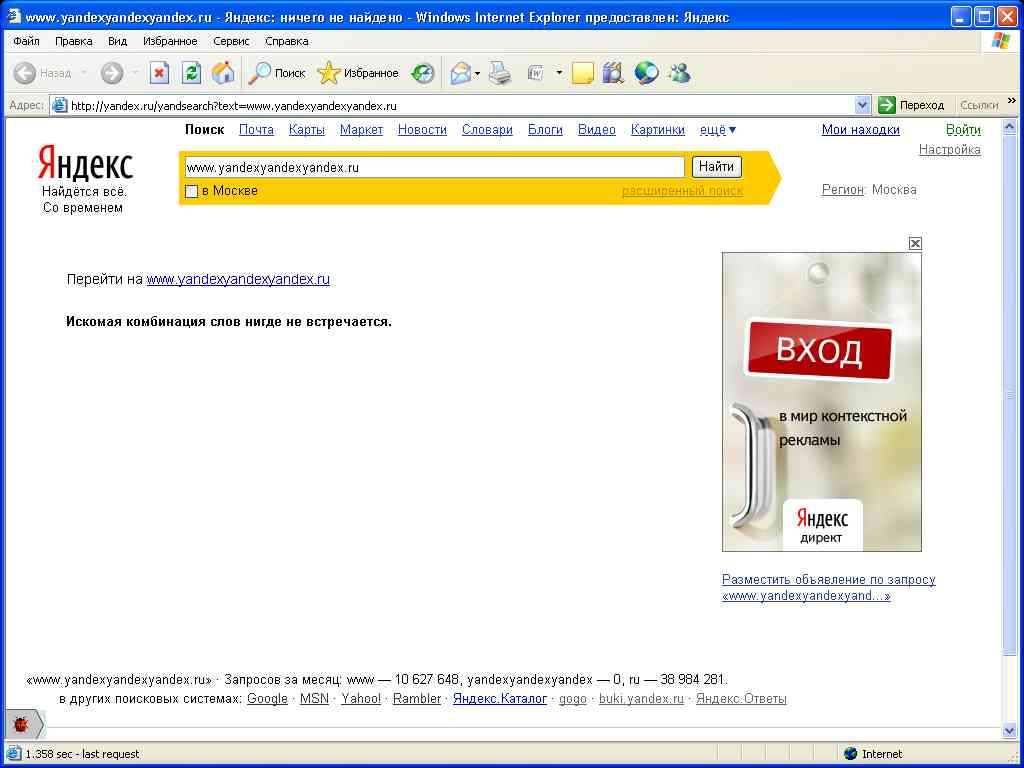 www.yandexyandexyandex.ru - Яндекс: ничего не найдено - Windows Internet Explorer предоставлен: Яндекс
Файл Правка Вид Избранное Сервис Справка
Назад Поиск Избранное
Адрес: http://yandex.ru/yandsearch?text=www.yandexyandexyandex.ru Переход Ссылки »
Поиск Почта Карты Маркет Новости Словари Блоги Видео Картинки ещё ▼ Мои находки Войти
Настройка
Яндекс
www.yandexyandexyandex.ru Найти
Найдётся всё.
Со временем
в Москве расширенный поиск Регион: Москва
Перейти на www.yandexyandexyandex.ru
Искомая комбинация слов нигде не встречается.
ВХОД
в мир контекстной
рекламы
Яндекс
директ
Разместить объявление по запросу
«www.yandexyandexyand...»
«www.yandexyandexyandex.ru» · Запросов за месяц: www — 10 627 648, yandexyandexyandex — 0, ru — 38 984 281.
в других поисковых системах: Google · MSN · Yahoo! · Rambler · Яндекс.Каталог · gogo · buki.yandex.ru · Яндекс.Ответы
1.358 sec - last request Internet